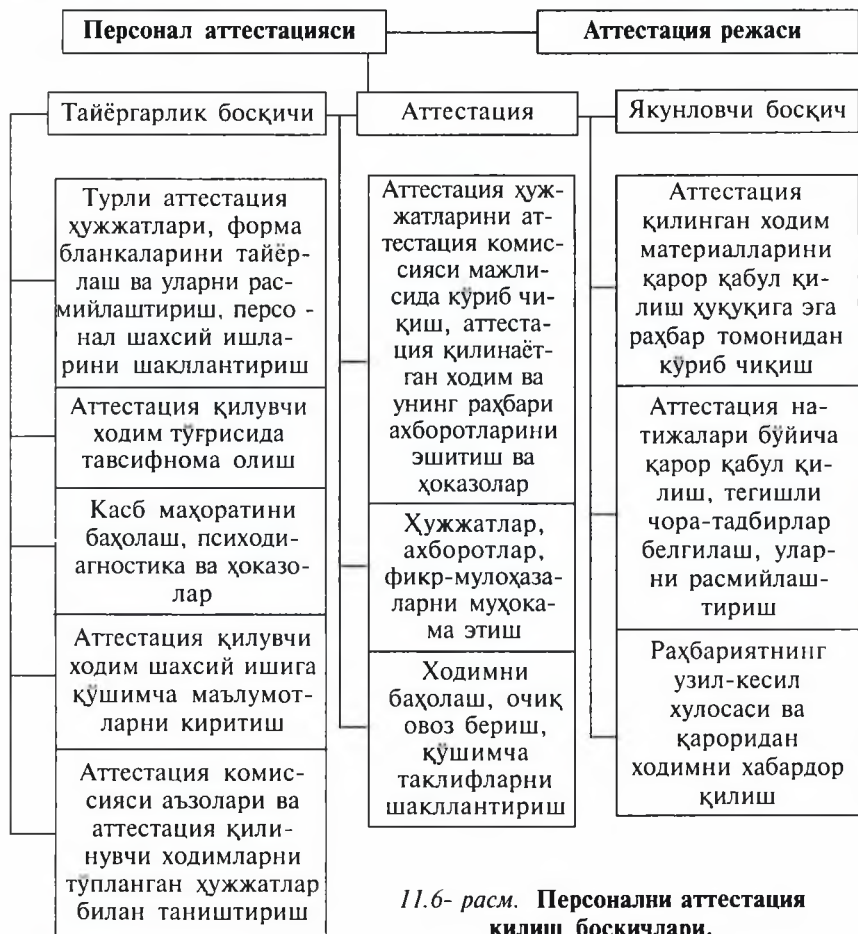 Персонал аттестацияси
Аттестация режаси
Тайёргарлик босқичи
Аттестация
Якунловчи босқич
Турли аттестация
ҳужжатлари, форма
бланкаларини тайёр-
лаш ва уларни рас-
мийлаштириш, персо -
нал шахсий ишла-
рини шакллантириш
Аттестация қилувчи
ходим тўғрисида
тавсифнома олиш
Касб маҳоратини
баҳолаш, психоди-
агностика ва ҳоказо-
лар
Аттестация қилувчи
ходим шахсий ишига
қўшимча маълумот-
ларни киритиш
Аттестация комис-
сияси аъзолари ва
аттестация қили-
нувчи ходимларни
тўпланган ҳужжатлар
билан таништириш
Аттестация ҳуж-
жатларини ат-
тестация комис-
сияси мажли-
сида кўриб чи-
қиш, аттеста-
ция қилинаёт-
ган ходим ва
унинг раҳбари
ахборотларини
эшитиш ва
ҳоказолар
Ҳужжатлар,
ахборотлар,
фикр-мулоҳаза-
ларни муҳока-
ма этиш
Ходимни
баҳолаш, очиқ
овоз бериш,
қўшимча
таклифларни
шакллантириш
Аттестация
қилинган ходим
материалларини
қарор қабул қи-
лиш ҳуқуқига эга
раҳбар томонидан
кўриб чиқиш
Аттестация на-
тижалари бўйича
қарор қабул қи-
лиш, тегишли
чора-тадбирлар
белгилаш, улар-
ни расмийлаш-
тириш
Раҳбариятнинг
узил-кесил
хулосаси ва
қароридан
ходимни хабардор
қилиш
11.6- расм. Персонални аттестация
қилиш босқичлари.